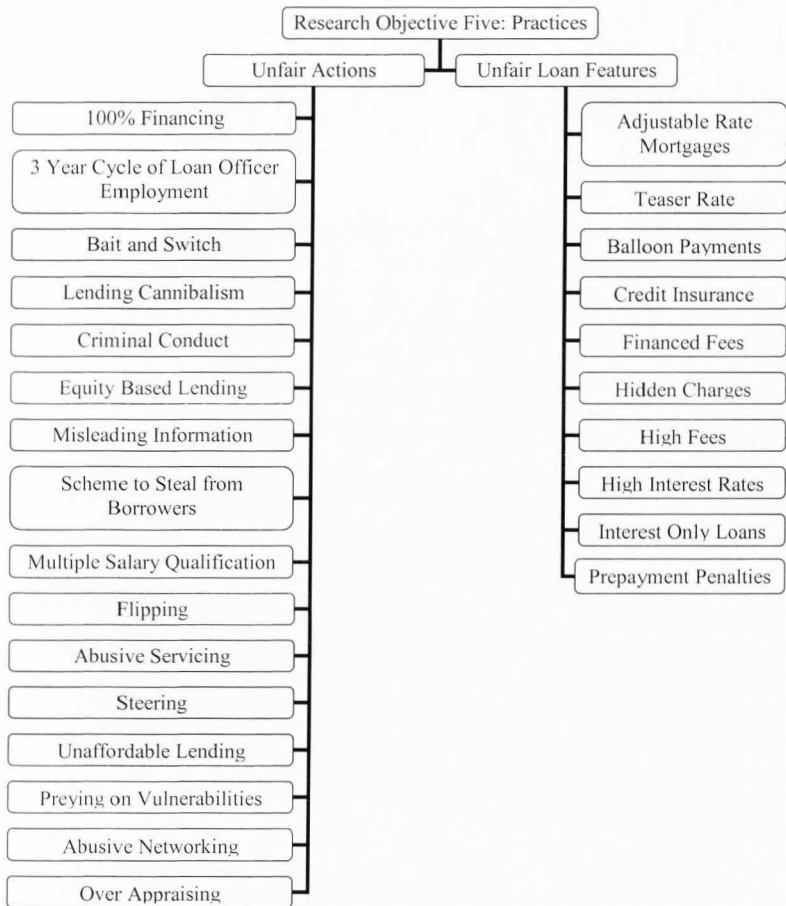 Research Objective Five: Practices
Unfair Actions
Unfair Loan Features
100% Financing
3 Year Cycle of Loan Officer
Employment
Bait and Switch
Lending Cannibalism
Criminal Conduct
Equity Based Lending
Misleading Information
Scheme to Steal from
Borrowers
Multiple Salary Qualification
Flipping
Abusive Servicing
Steering
Unaffordable Lending
Preying on Vulnerabilities
Abusive Networking
Over Appraising
Adjustable Rate
Mortgages
Teaser Rate
Balloon Payments
Credit Insurance
Financed Fees
Hidden Charges
High Fees
High Interest Rates
Interest Only Loans
Prepayment Penalties